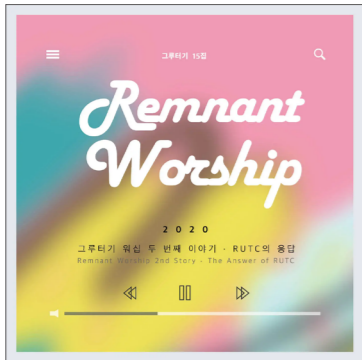 그루터기 15집
Remnant
Worship
2020
그루터기 워십 두 번째 이야기 - RUTC의 응답
Remnant Worship 2nd Story - The Answer of RUTC